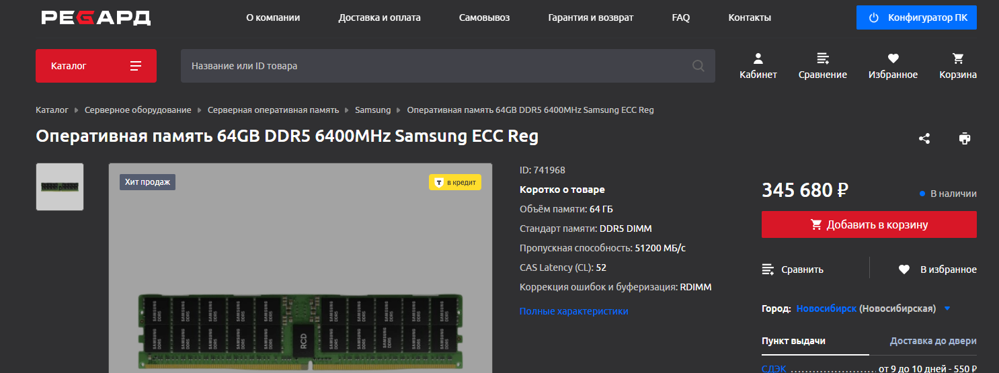 РЕGАРД
О компании
Доставка и оплата
Самовывоз
Гарантия и возврат
FAQ
Контакты
Конфигуратор ПК
Каталог
Название или ID товара
Кабинет
Сравнение
Избранное
Корзина
Каталог Серверное оборудование Серверная оперативная память Samsung Оперативная память 64GB DDR5 6400MHz Samsung ECC Reg
Оперативная память 64GB DDR5 6400MHz Samsung ECC Reg
Хит продаж
Т в кредит
SAMSUNG DDR5
RCD
ID: 741968
Коротко о товаре
Объём памяти: 64 ГБ
Стандарт памяти: DDR5 DIMM
Пропускная способность: 51200 МБ/с
CAS Latency (CL): 52
Коррекция ошибок и буферизация: RDIMM
Полные характеристики
345 680 ₽
В наличии
Добавить в корзину
Сравнить
В избранное
Город: Новосибирск (Новосибирская)
Пункт выдачи
Доставка до двери
СДЭК от 9 до 10 дней - 550 ₽